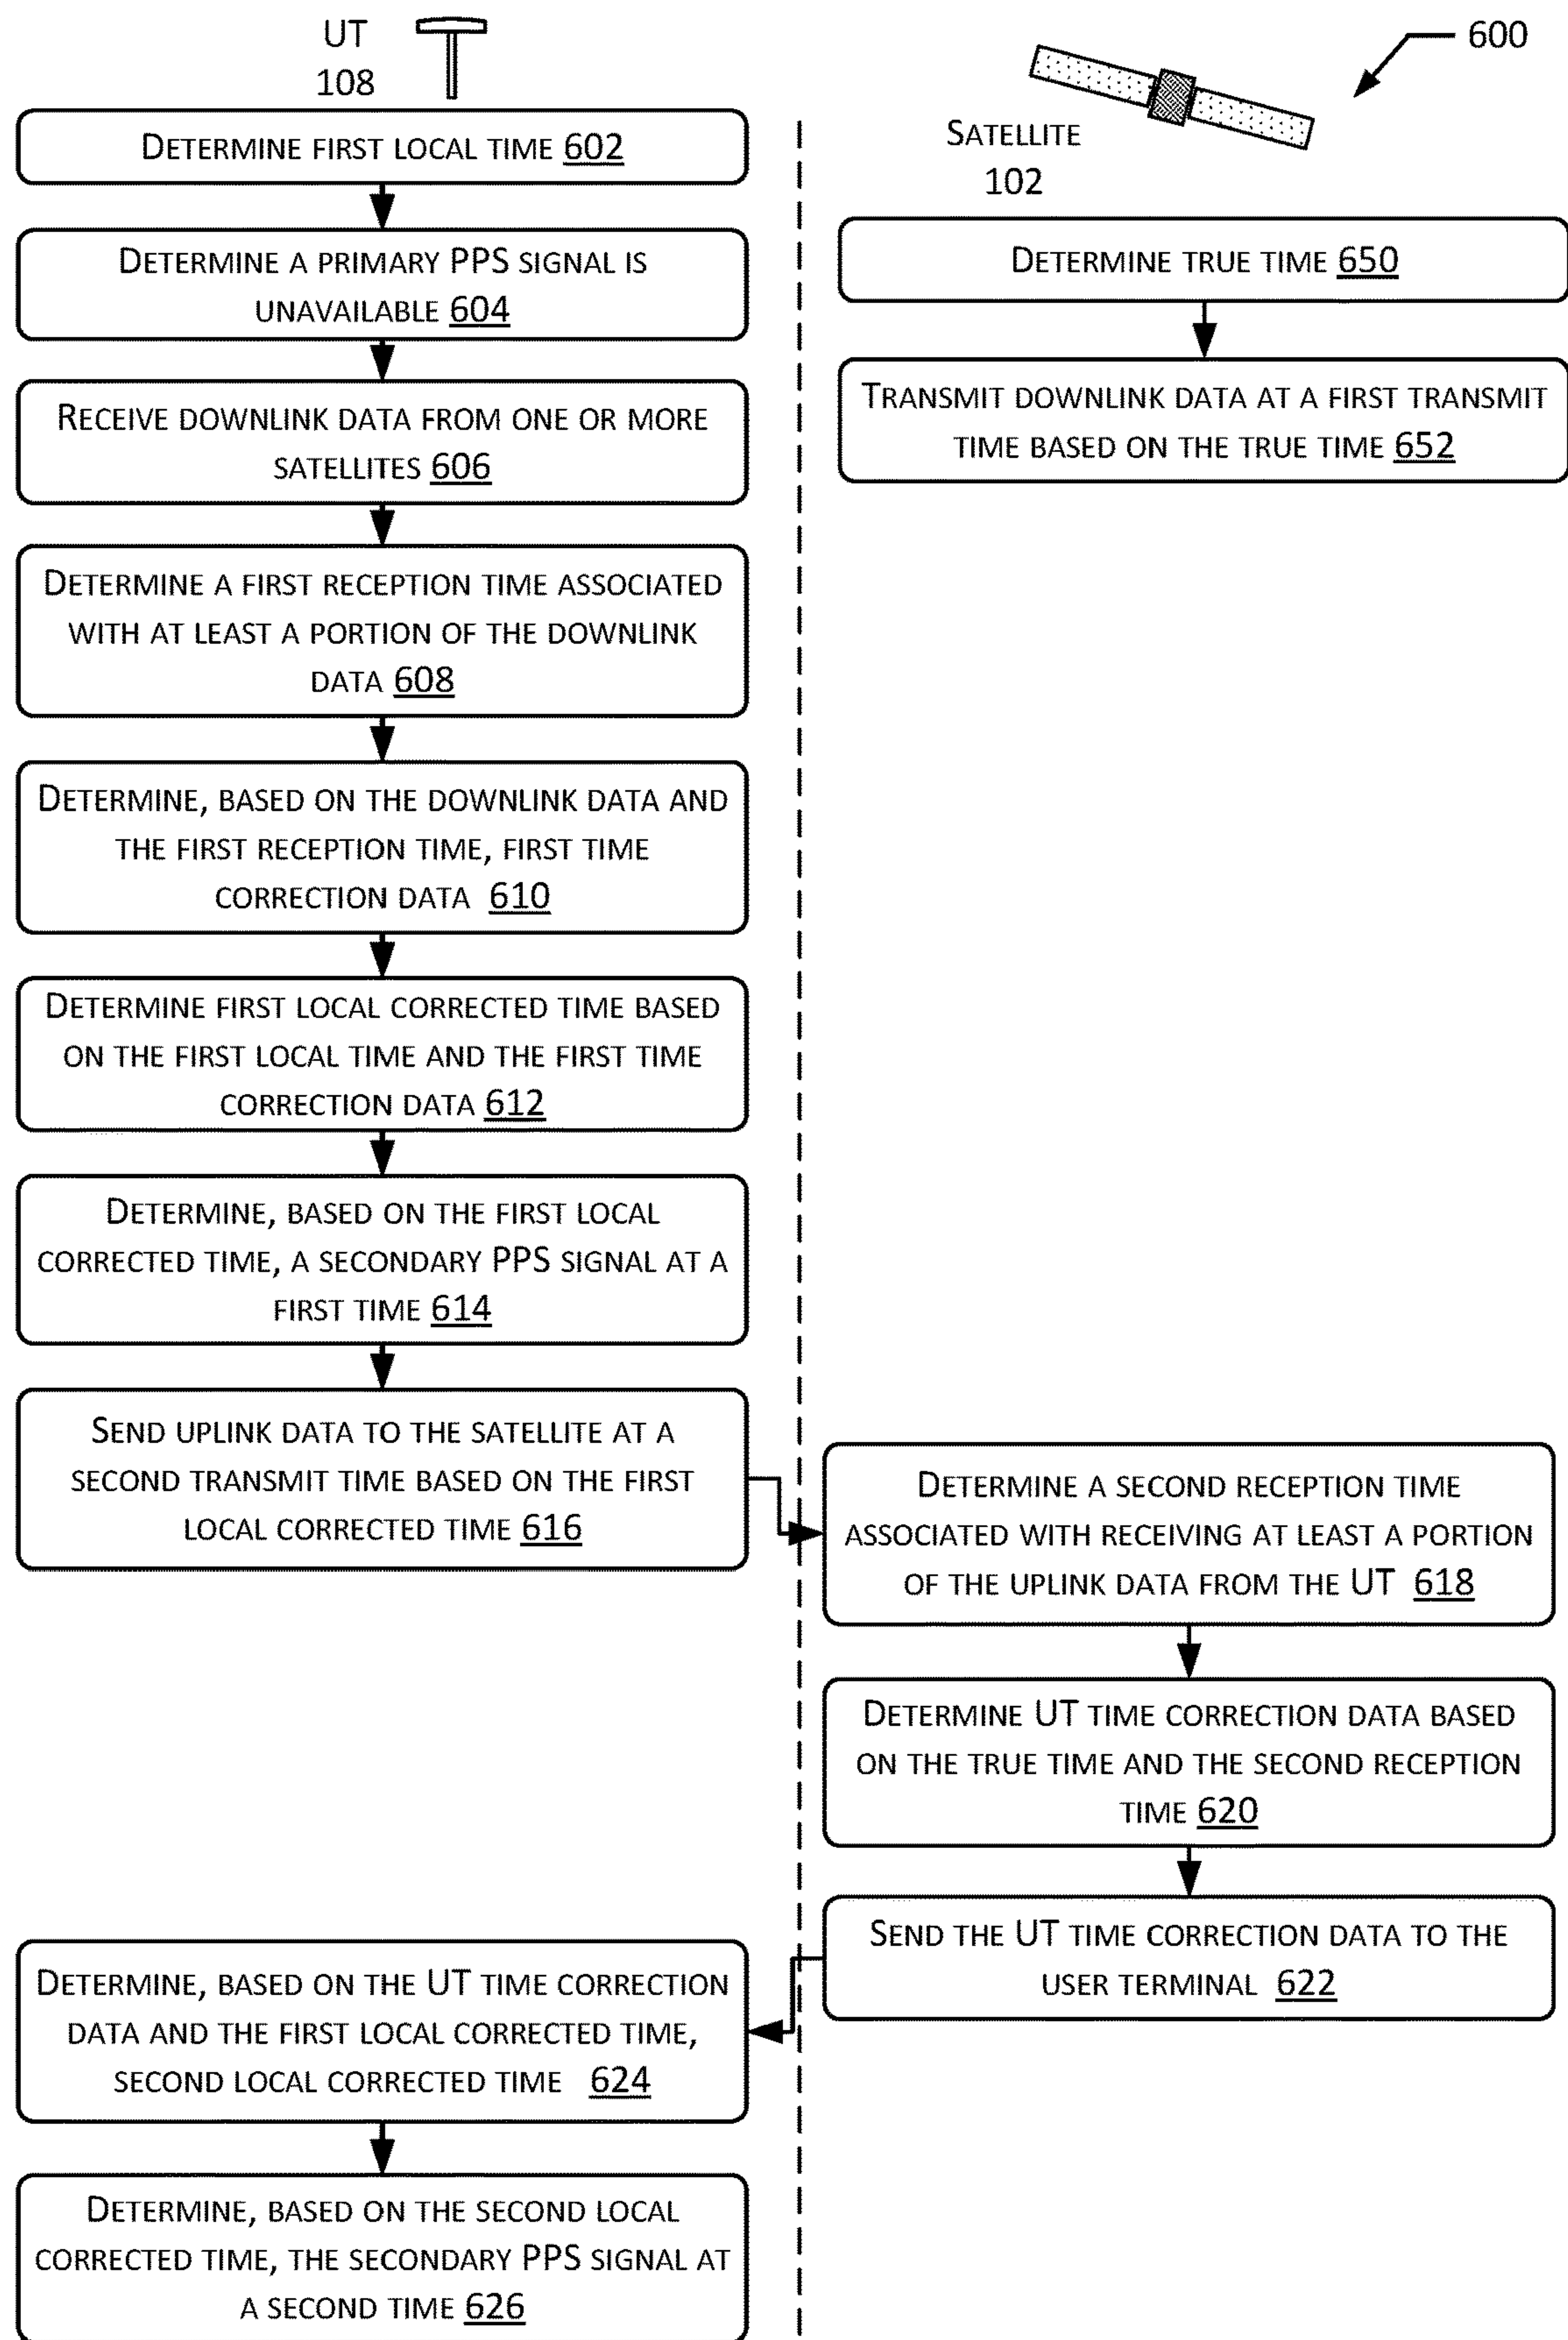 UT
108
600
SATELLITE
102
DETERMINE FIRST LOCAL TIME 602
DETERMINE A PRIMARY PPS SIGNAL IS
UNAVAILABLE 604
RECEIVE DOWNLINK DATA FROM ONE OR MORE
SATELLITES 606
DETERMINE A FIRST RECEPTION TIME ASSOCIATED
WITH AT LEAST A PORTION OF THE DOWNLINK
DATA 608
DETERMINE, BASED ON THE DOWNLINK DATA AND
THE FIRST RECEPTION TIME, FIRST TIME
CORRECTION DATA 610
DETERMINE FIRST LOCAL CORRECTED TIME BASED
ON THE FIRST LOCAL TIME AND THE FIRST TIME
CORRECTION DATA 612
DETERMINE, BASED ON THE FIRST LOCAL
CORRECTED TIME, A SECONDARY PPS SIGNAL AT A
FIRST TIME 614
SEND UPLINK DATA TO THE SATELLITE AT A
SECOND TRANSMIT TIME BASED ON THE FIRST
LOCAL CORRECTED TIME 616
DETERMINE TRUE TIME 650
TRANSMIT DOWNLINK DATA AT A FIRST TRANSMIT
TIME BASED ON THE TRUE TIME 652
DETERMINE A SECOND RECEPTION TIME
ASSOCIATED WITH RECEIVING AT LEAST A PORTION
OF THE UPLINK DATA FROM THE UT 618
DETERMINE UT TIME CORRECTION DATA BASED
ON THE TRUE TIME AND THE SECOND RECEPTION
TIME 620
SEND THE UT TIME CORRECTION DATA TO THE
USER TERMINAL 622
DETERMINE, BASED ON THE UT TIME CORRECTION
DATA AND THE FIRST LOCAL CORRECTED TIME,
SECOND LOCAL CORRECTED TIME 624
DETERMINE, BASED ON THE SECOND LOCAL
CORRECTED TIME, THE SECONDARY PPS SIGNAL AT
A SECOND TIME 626